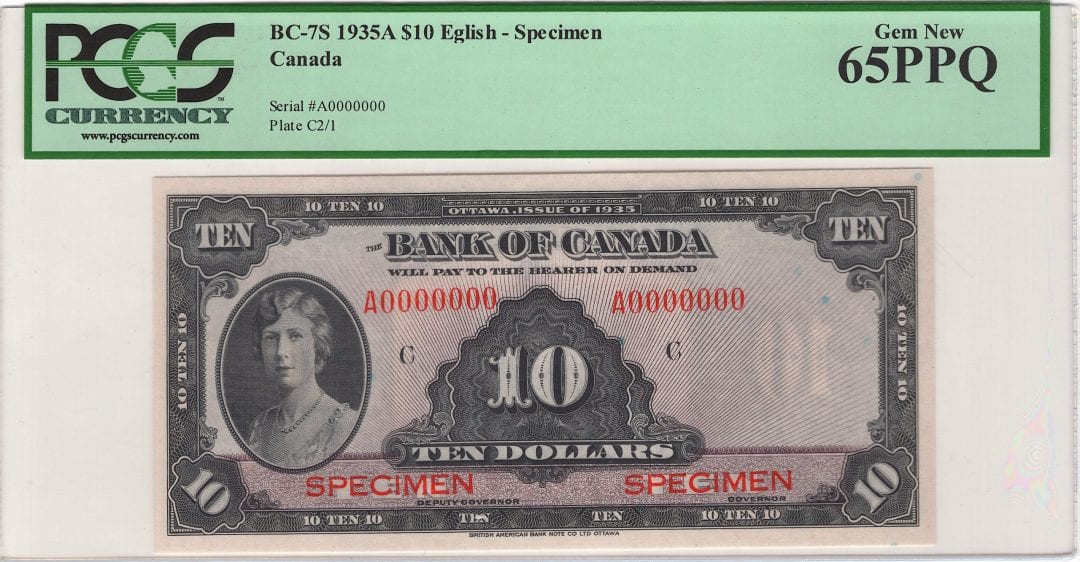 PCGS
CURRENCY
www.pcgscurrency.com
BC-7S 1935A $10 Eglish - Specimen
Canada
Serial #A0000000
Plate C2/1
Gem New
65PPQ
10 TEN 10
10 TEN 10
OTTAWA. ISSUE OF 1935
TEN
TEN
THE BANK OF CANADA
WILL PAY TO THE BEARER ON DEMAND
A0000000
A0000000
C
C
10 TEN 10
10 TEN 10
10
TEN DOLLARS
SPECIMEN
SPECIMEN
DEPUTY GOVERNOR
GOVERNOR
10
10
10 TEN 10
TEN
TEN
10 TEN 10
BRITISH AMERICAN BANK NOTE CO LTD OTTAWA